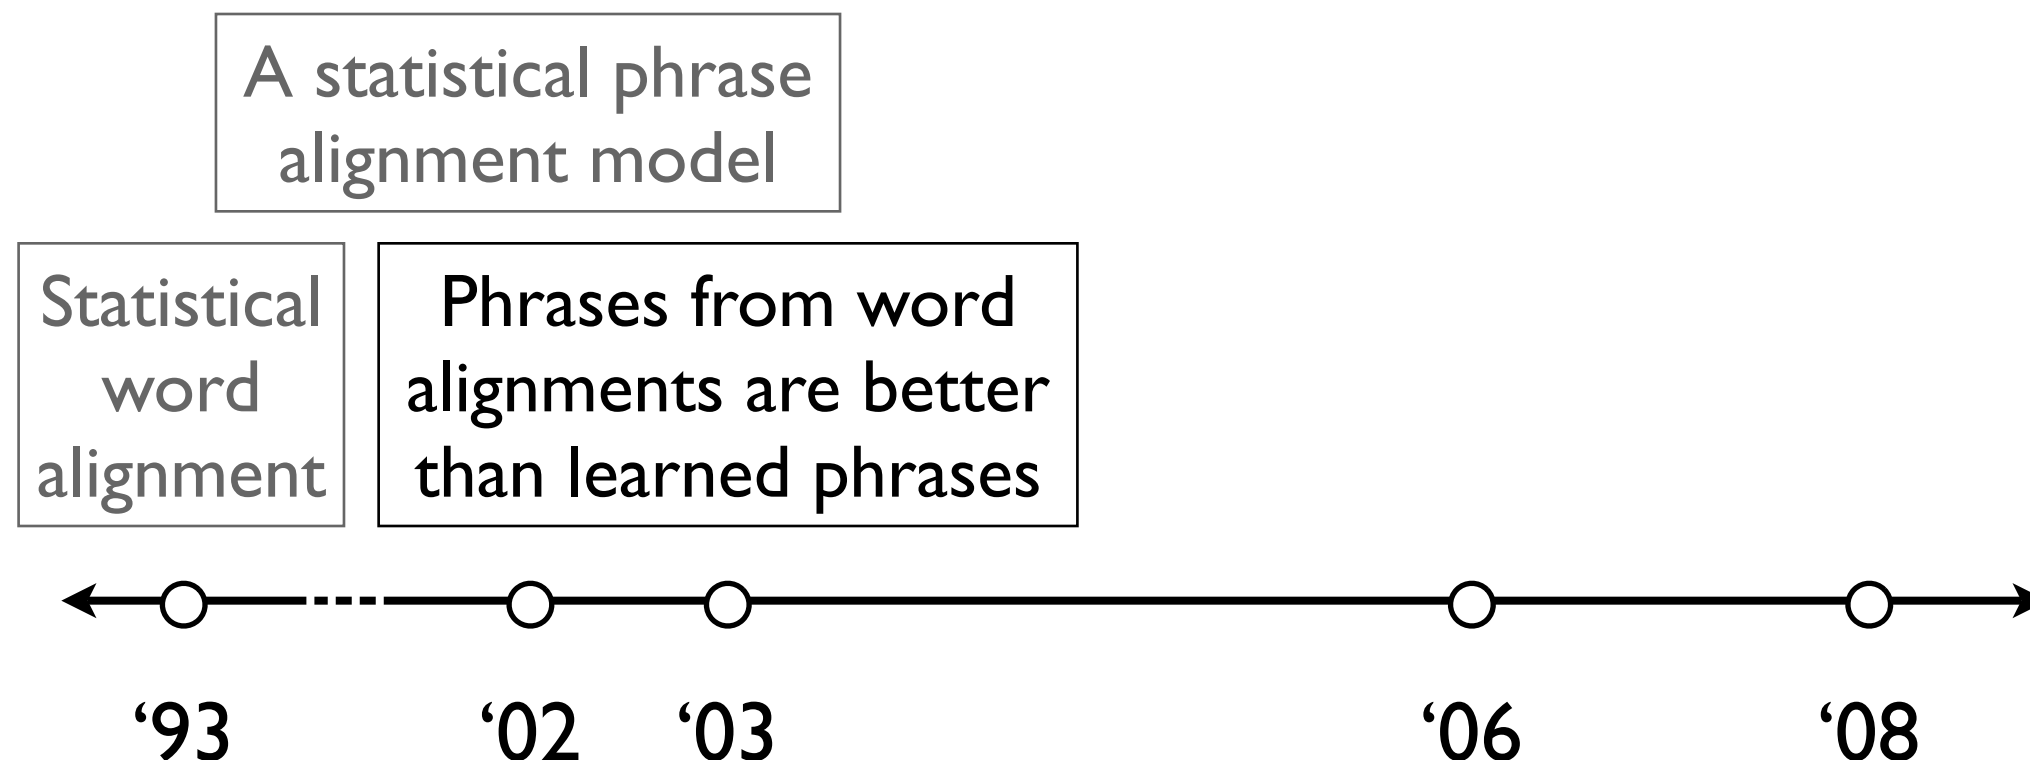 A statistical phrase
alignment model
Statistical
word
alignment
Phrases from word
alignments are better
than learned phrases
‘93
‘02
‘03
‘06
‘08